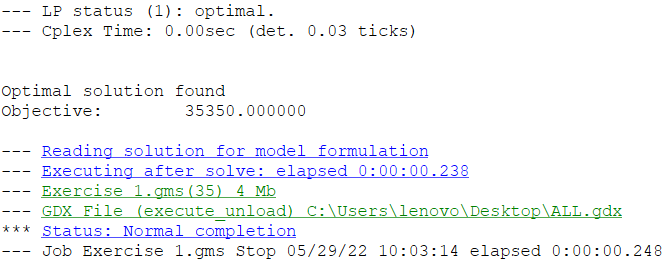 --- LP status (1): optimal.
--- Cplex Time: 0.00sec (det. 0.03 ticks)
Optimal solution found
Objective:        35350.000000
--- Reading solution for model formulation
--- Executing after solve: elapsed 0:00:00.238
--- Exercise 1.gms(35) 4 Mb
--- GDX File (execute_unload) C:\Users\lenovo\Desktop\ALL.gdx
*** Status: Normal completion
--- Job Exercise 1.gms Stop 05/29/22 10:03:14 elapsed 0:00:00.248